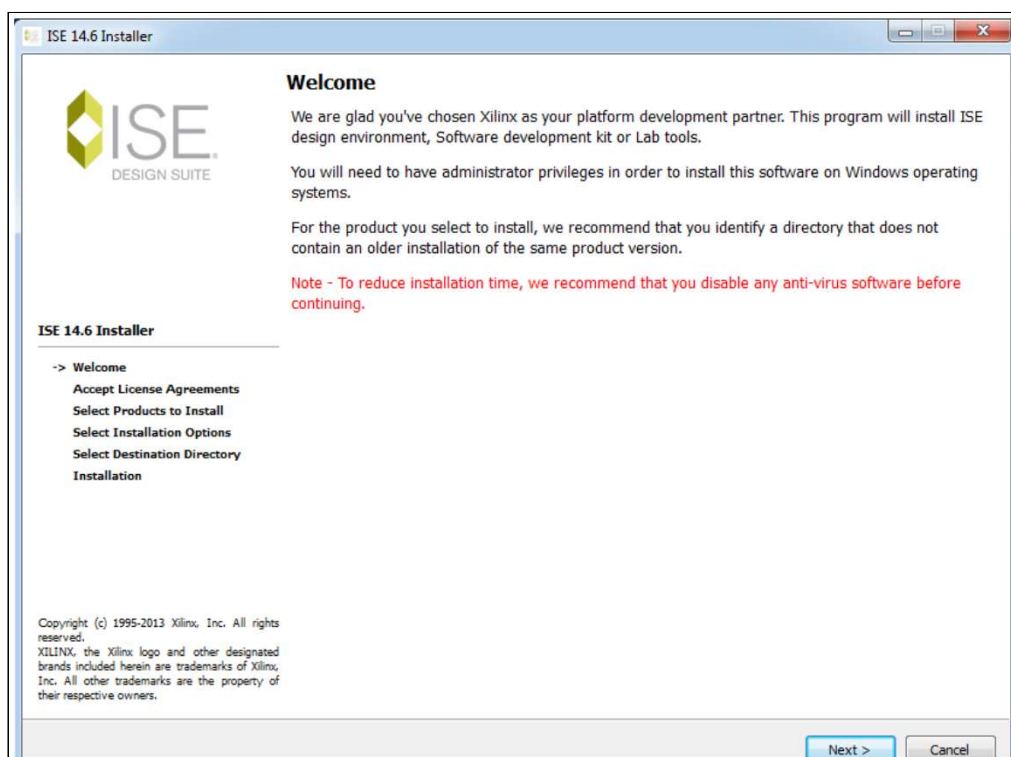 ISE 14.6 Installer
ISE.
DESIGN SUITE
Welcome
We are glad you've chosen Xilinx as your platform development partner. This program will install ISE
design environment, Software development kit or Lab tools.
You will need to have administrator privileges in order to install this software on Windows operating
systems.
For the product you select to install, we recommend that you identify a directory that does not
contain an older installation of the same product version.
Note - To reduce installation time, we recommend that you disable any anti-virus software before
continuing.
ISE 14.6 Installer
-> Welcome
Accept License Agreements
Select Products to Install
Select Installation Options
Select Destination Directory
Installation
Copyright (c) 1995-2013 Xilinx, Inc. All rights
reserved.
XILINX, the Xilinx logo and other designated
brands included herein are trademarks of Xilinx,
Inc. All other trademarks are the property of
their respective owners.
Next >
Cancel